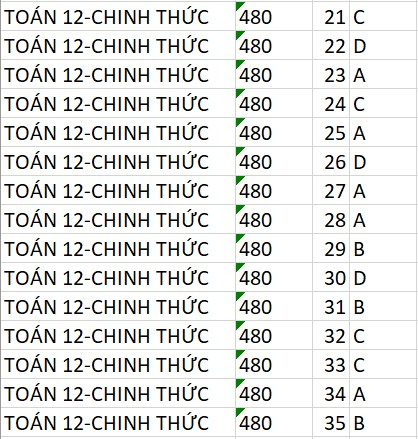 TOÁN 12-CHINH THỨC 480 21 C
TOÁN 12-CHINH THỨC 480 22 D
TOÁN 12-CHINH THỨC 480 23 A
TOÁN 12-CHINH THỨC 480 24 C
TOÁN 12-CHINH THỨC 480 25 A
TOÁN 12-CHINH THỨC 480 26 D
TOÁN 12-CHINH THỨC 480 27 A
TOÁN 12-CHINH THỨC 480 28 A
TOÁN 12-CHINH THỨC 480 29 B
TOÁN 12-CHINH THỨC 480 30 D
TOÁN 12-CHINH THỨC 480 31 B
TOÁN 12-CHINH THỨC 480 32 C
TOÁN 12-CHINH THỨC 480 33 C
TOÁN 12-CHINH THỨC 480 34 A
TOÁN 12-CHINH THỨC 480 35 B